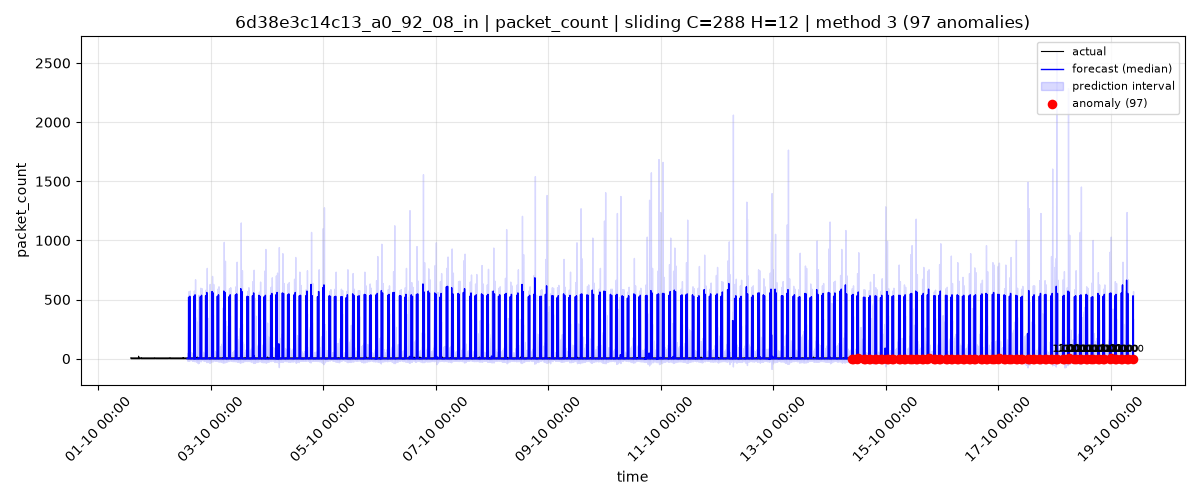 6d38e3c14c13_a0_92_08_in | packet_count | sliding C=288 H=12 | method 3 (97 anomalies)
actual
forecast (median)
prediction interval
anomaly (97)
packet_count
2500
2000
1500
1000
500
0
01-10 00:00
03-10 00:00
05-10 00:00
07-10 00:00
09-10 00:00
11-10 00:00
13-10 00:00
15-10 00:00
17-10 00:00
19-10 00:00
time